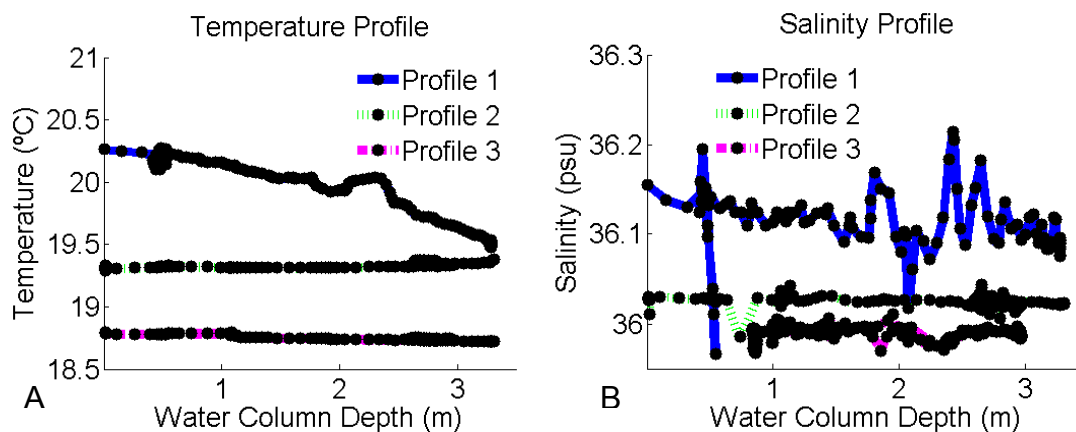 Temperature Profile
21
20.5
20
19.5
19
18.5
Temperature (ºC)
Profile 1
Profile 2
Profile 3
1
2
3
A
Water Column Depth (m)
Salinity Profile
36.3
36.2
36.1
36
Salinity (psu)
Profile 1
Profile 2
Profile 3
1
2
3
B
Water Column Depth (m)